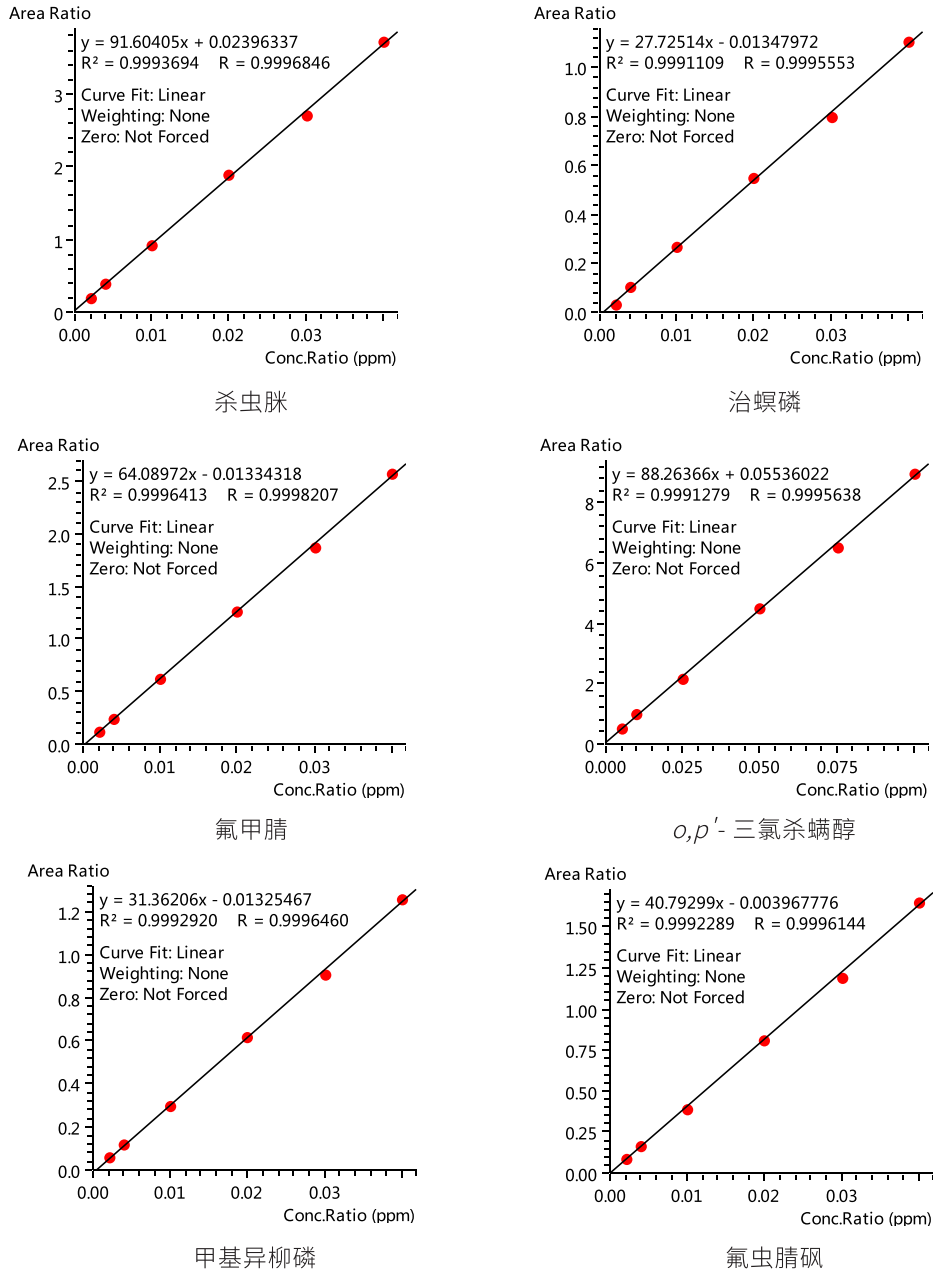 Area Ratio
y = 91.60405x + 0.02396337
R² = 0.9993694 R = 0.9996846
Curve Fit: Linear
Weighting: None
Zero: Not Forced
3
2
1
0
0.00 0.01 0.02 0.03
Conc.Ratio (ppm)
杀虫脒
Area Ratio
y = 27.72514x - 0.01347972
R² = 0.9991109 R = 0.9995553
Curve Fit: Linear
Weighting: None
Zero: Not Forced
1.0
0.8
0.6
0.4
0.2
0.0
0.00 0.01 0.02 0.03
Conc.Ratio (ppm)
治螟磷
Area Ratio
y = 64.08972x - 0.01334318
R² = 0.9996413 R = 0.9998207
Curve Fit: Linear
Weighting: None
Zero: Not Forced
2.5
2.0
1.5
1.0
0.5
0.0
0.00 0.01 0.02 0.03
Conc.Ratio (ppm)
氟甲腈
Area Ratio
y = 88.26366x + 0.05536022
R² = 0.9991279 R = 0.9995638
Curve Fit: Linear
Weighting: None
Zero: Not Forced
8
6
4
2
0
0.000 0.025 0.050 0.075
Conc.Ratio (ppm)
o,p'- 三氯杀螨醇
Area Ratio
y = 31.36206x - 0.01325467
R² = 0.9992920 R = 0.9996460
Curve Fit: Linear
Weighting: None
Zero: Not Forced
1.2
1.0
0.8
0.6
0.4
0.2
0.0
0.00 0.01 0.02 0.03
Conc.Ratio (ppm)
甲基异柳磷
Area Ratio
y = 40.79299x - 0.003967776
R² = 0.9992289 R = 0.9996144
Curve Fit: Linear
Weighting: None
Zero: Not Forced
1.50
1.25
1.00
0.75
0.50
0.25
0.00
0.00 0.01 0.02 0.03
Conc.Ratio (ppm)
氟虫腈砜